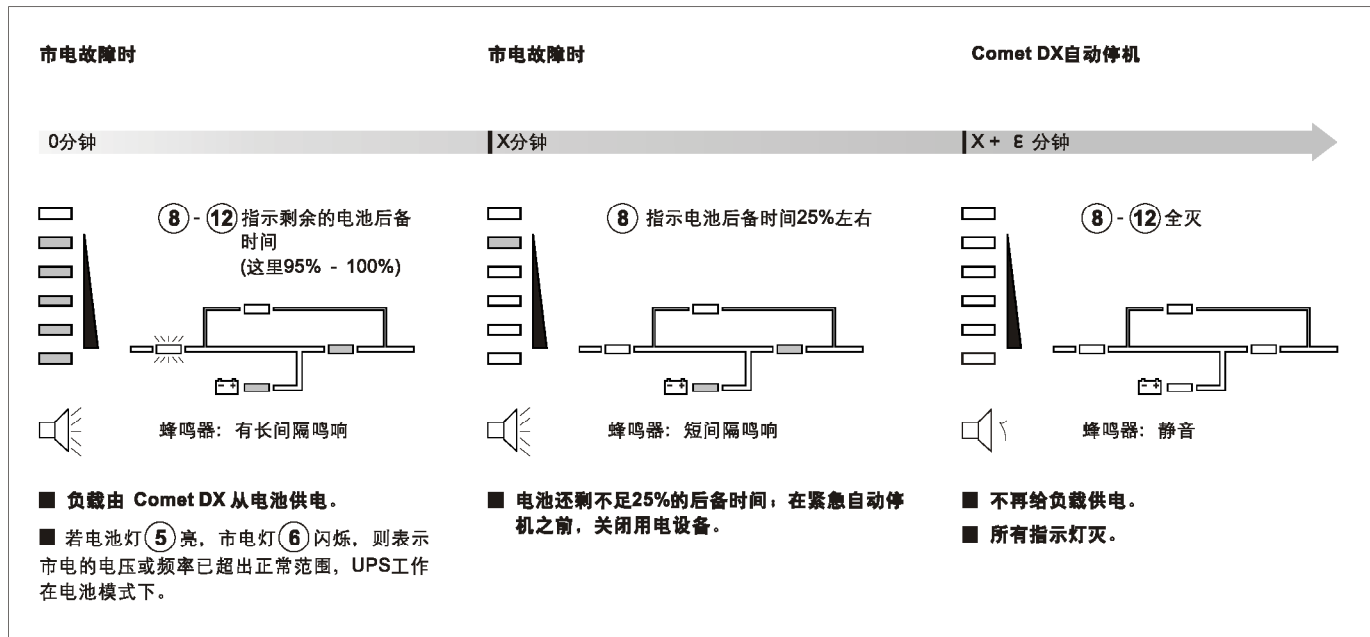 市电故障时
市电故障时
Comet DX自动停机
0分钟
X分钟
X + ε 分钟
⑧ - ⑫ 指示剩余的电池后备
时间
(这里95% - 100%)
⑧ 指示电池后备时间25%左右
⑧ - ⑫ 全灭
蜂鸣器: 有长间隔鸣响
蜂鸣器: 短间隔鸣响
蜂鸣器: 静音
■ 负载由 Comet DX 从电池供电。
■ 若电池灯⑤亮, 市电灯⑥闪烁, 则表示
市电的电压或频率已超出正常范围, UPS工作
在电池模式下。
■ 电池还剩不足25%的后备时间; 在紧急自动停
机之前, 关闭用电设备。
■ 不再给负载供电。
■ 所有指示灯灭。